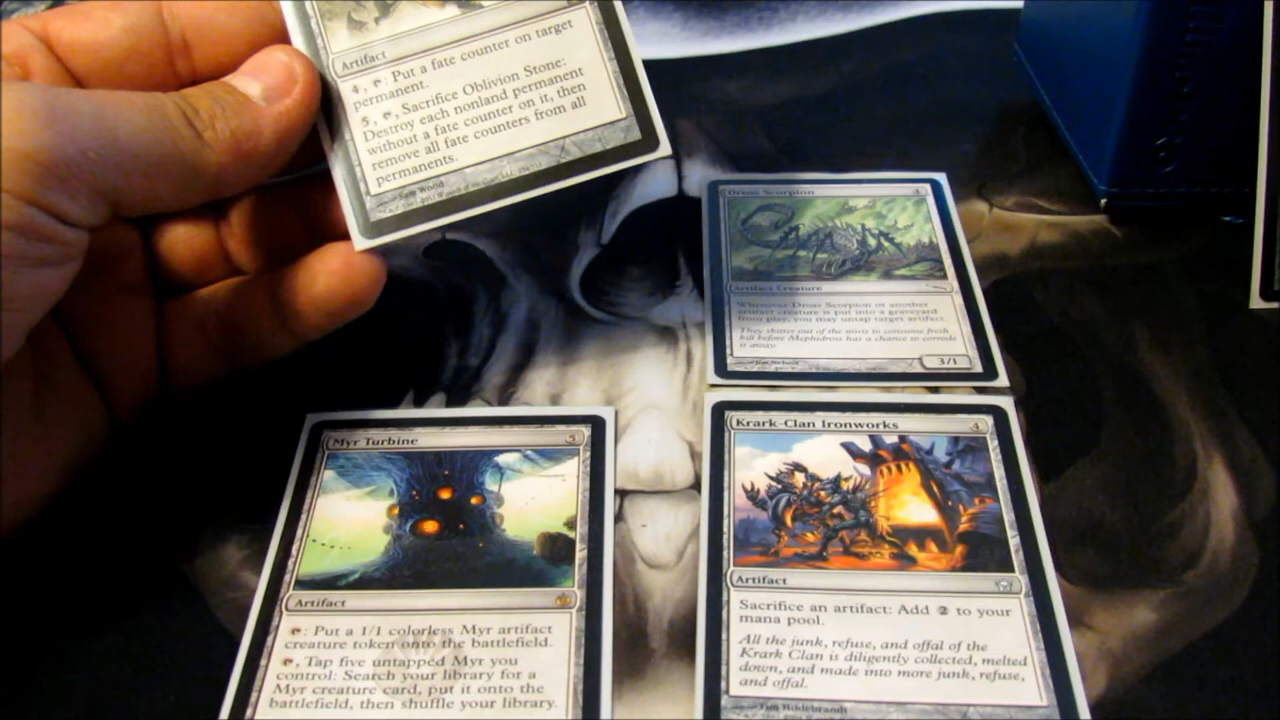 Artifact
4, : Put a fate counter on target
permanent.
5, , Sacrifice Oblivion Stone:
Destroy each nonland permanent
without a fate counter on it, then
remove all fate counters from all
permanents.
Sam Wood
Dross Scorpion 4
Artifact Creature
Whenever Dross Scorpion or another
artifact creature is put into a graveyard
from play, you may untap target artifact.
They skitter out of the mists to consume fresh
kill before Mephidross has a chance to corrode
it away.
3/1
Myr Turbine 5
Artifact
: Put a 1/1 colorless Myr artifact
creature token onto the battlefield.
, Tap five untapped Myr you
control: Search your library for a
Myr creature card, put it onto the
battlefield, then shuffle your library.
Krark-Clan Ironworks 4
Artifact
Sacrifice an artifact: Add 2 to your
mana pool.
All the junk, refuse, and offal of the
Krark Clan is diligently collected, melted
down, and made into more junk, refuse,
and offal.
Tim Hildebrandt